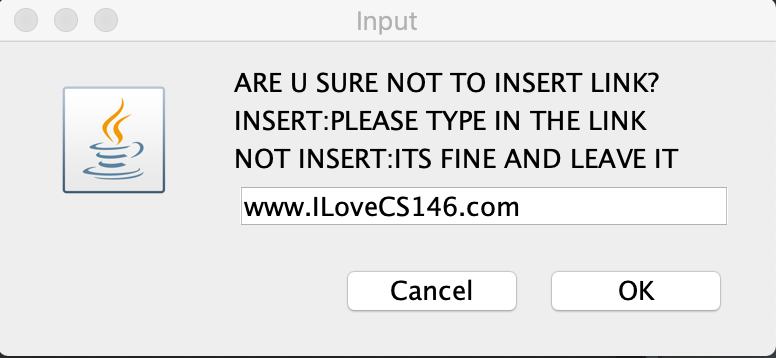 Input
ARE U SURE NOT TO INSERT LINK?
INSERT:PLEASE TYPE IN THE LINK
NOT INSERT:ITS FINE AND LEAVE IT
www.ILoveCS146.com
Cancel OK